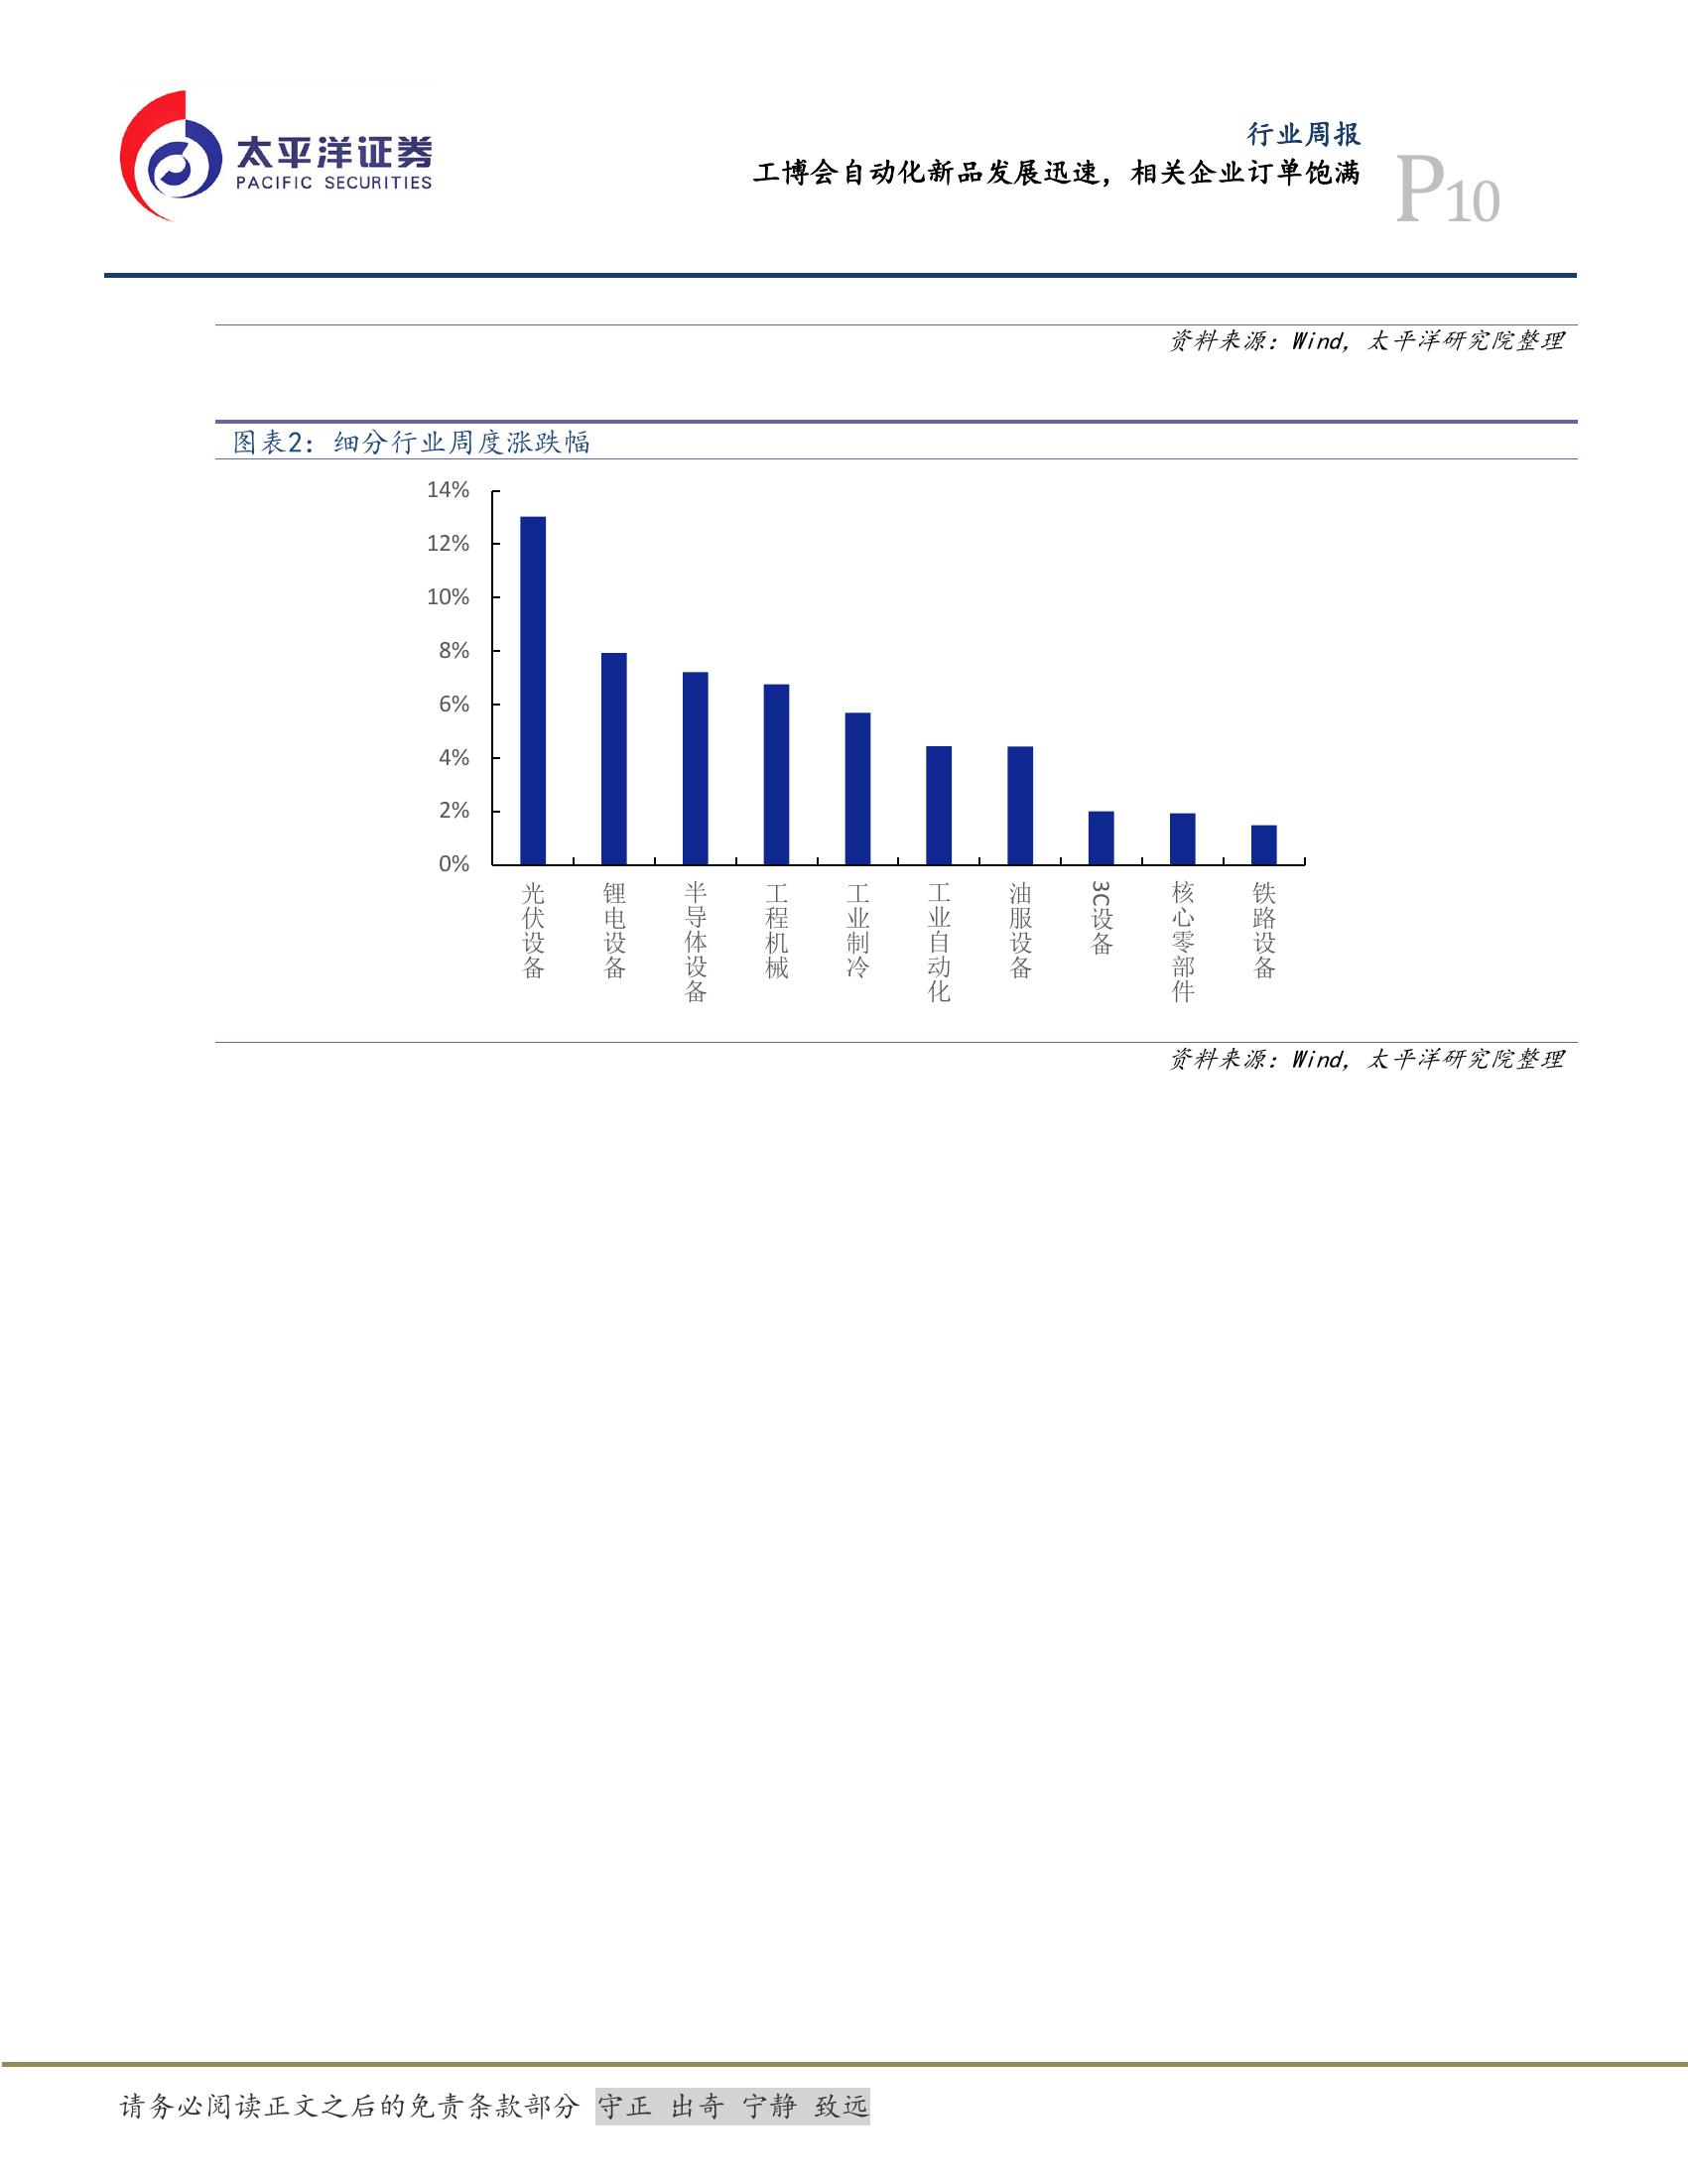 太平洋证券
PACIFIC SECURITIES
行业周报
工博会自动化新品发展迅速，相关企业订单饱满
P10
资料来源：Wind，太平洋研究院整理
图表2：细分行业周度涨跌幅
14%
12%
10%
8%
6%
4%
2%
0%
光伏设备
锂电设备
半导体设备
工程机械
工业制冷
工业自动化
油服设备
3C设备
核心零部件
铁路设备
资料来源：Wind，太平洋研究院整理
请务必阅读正文之后的免责条款部分 守正 出奇 宁静 致远